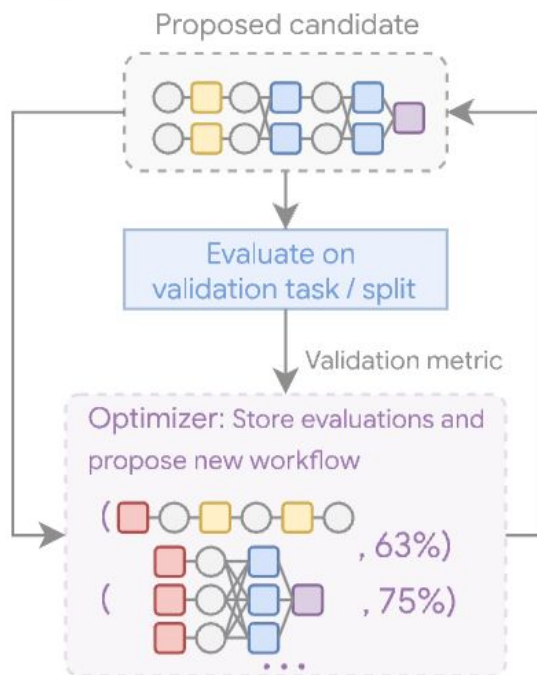 Proposed candidate
Evaluate on
validation task / split
Validation metric
Optimizer: Store evaluations and
propose new workflow
(
, 63%)
(
, 75%)
...